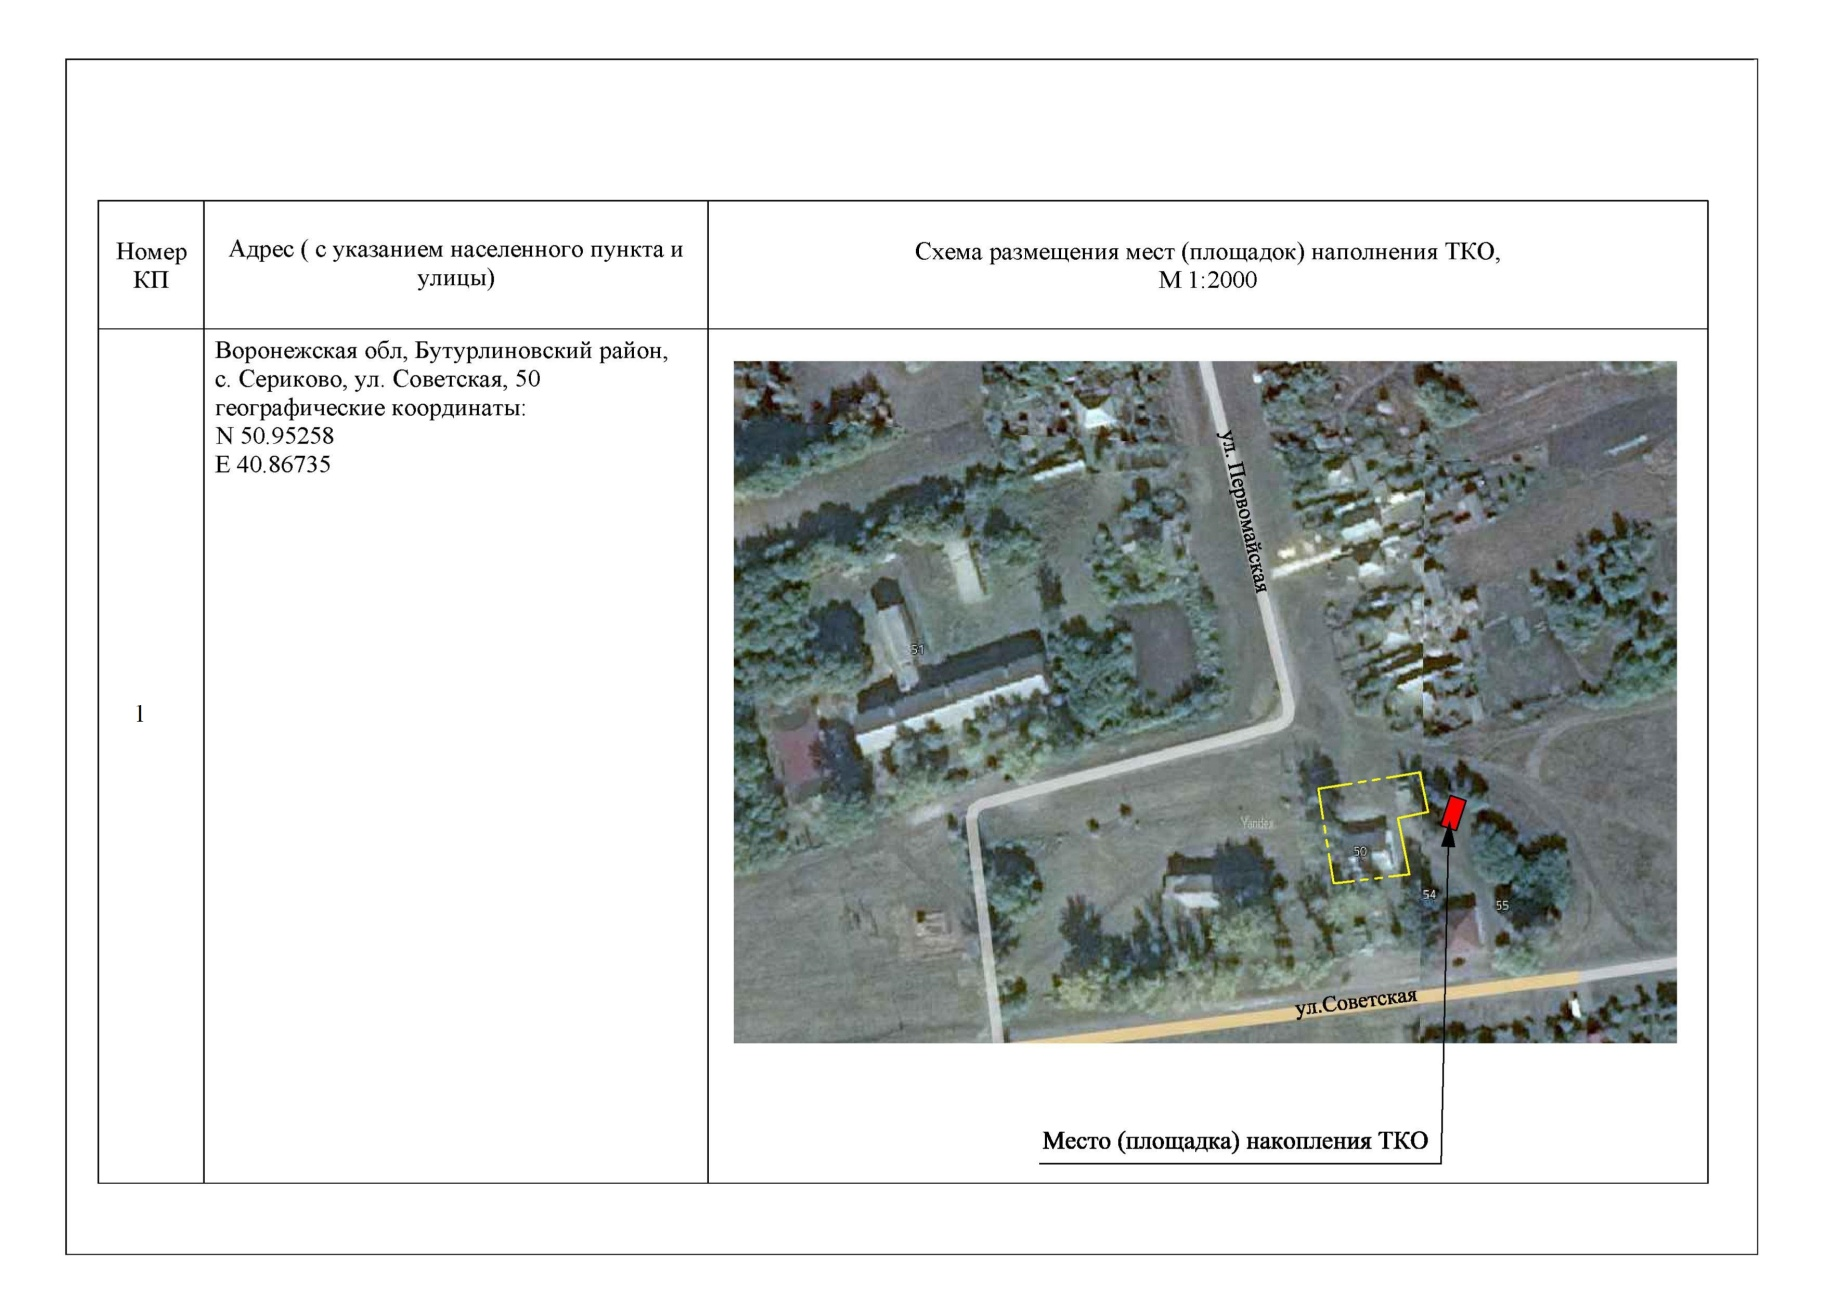 Номер
КП
Адрес ( с указанием населенного пункта и
улицы)
Схема размещения мест (площадок) наполнения ТКО,
М 1:2000
1
Воронежская обл, Бутурлиновский район,
с. Сериково, ул. Советская, 50
географические координаты:
N 50.95258
E 40.86735
ул. Первомайская
51
Yandex
50
54
55
ул.Советская
Место (площадка) накопления ТКО